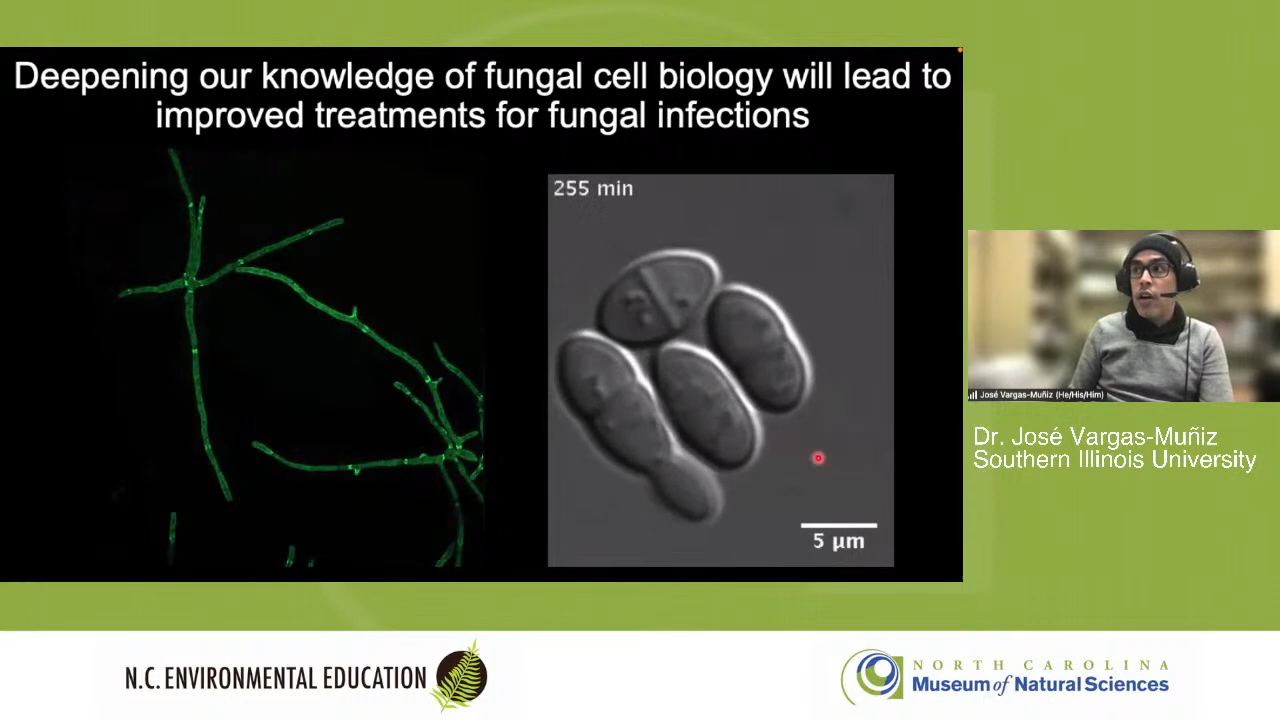 Deepening our knowledge of fungal cell biology will lead to
improved treatments for fungal infections
255 min
5 µm
José Vargas-Muñiz (He/His/Him)
Dr. José Vargas-Muñiz
Southern Illinois University
N.C. ENVIRONMENTAL EDUCATION
NORTH CAROLINA
Museum of Natural Sciences